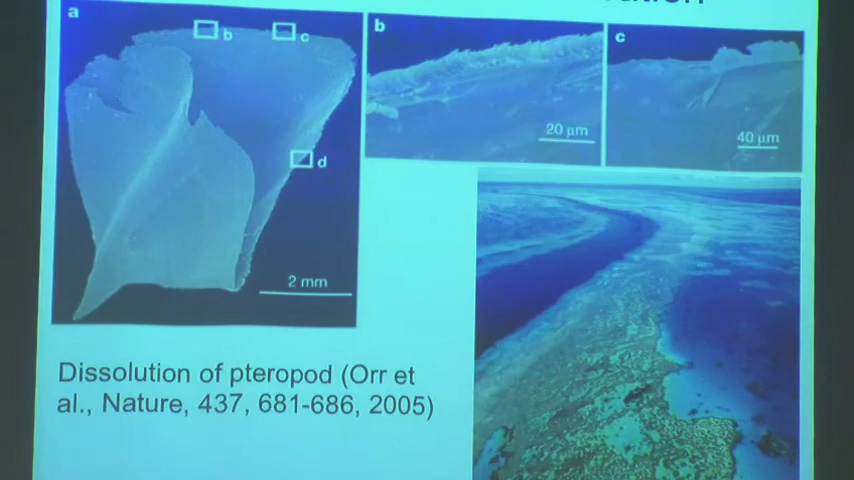 a
b
c
d
2 mm
b
20 µm
c
40 µm
Dissolution of pteropod (Orr et
al., Nature, 437, 681-686, 2005)